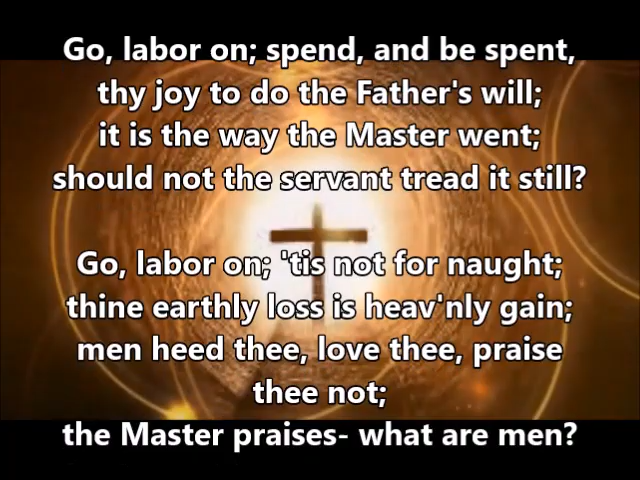 Go, labor on; spend, and be spent,
thy joy to do the Father's will;
it is the way the Master went;
should not the servant tread it still?
Go, labor on; 'tis not for naught;
thine earthly loss is heav'nly gain;
men heed thee, love thee, praise
thee not;
the Master praises- what are men?